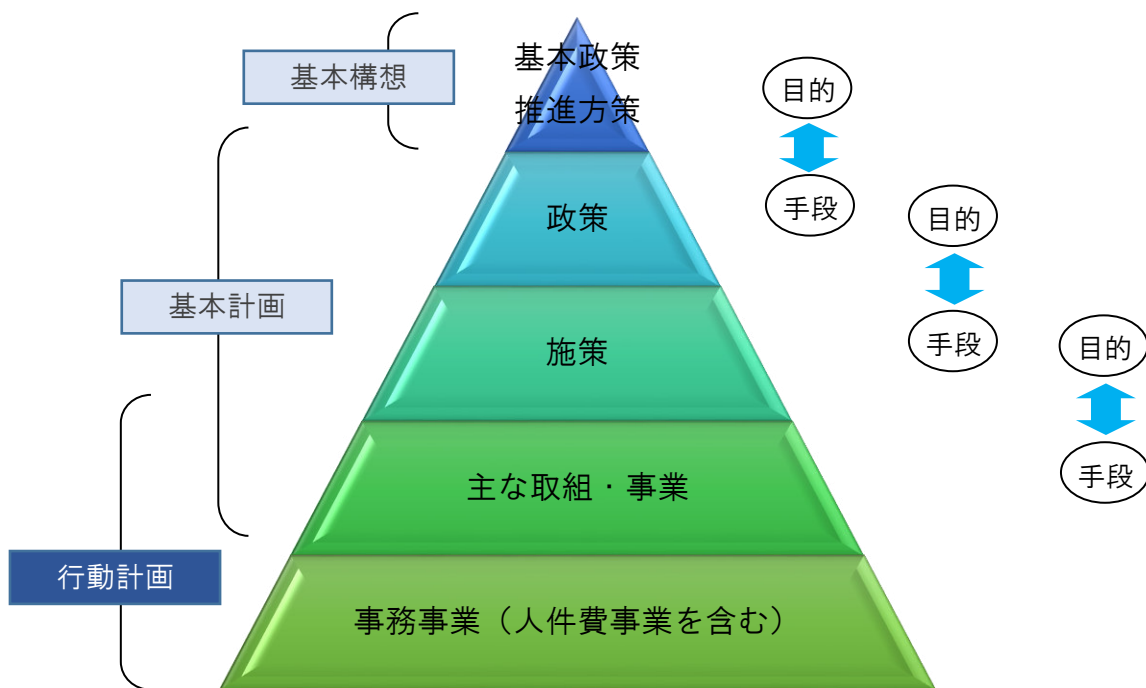 基本構想
基本政策
推進方策
目的
手段
政策
目的
基本計画
施策
手段
目的
主な取組・事業
手段
行動計画
事務事業（人件費事業を含む）